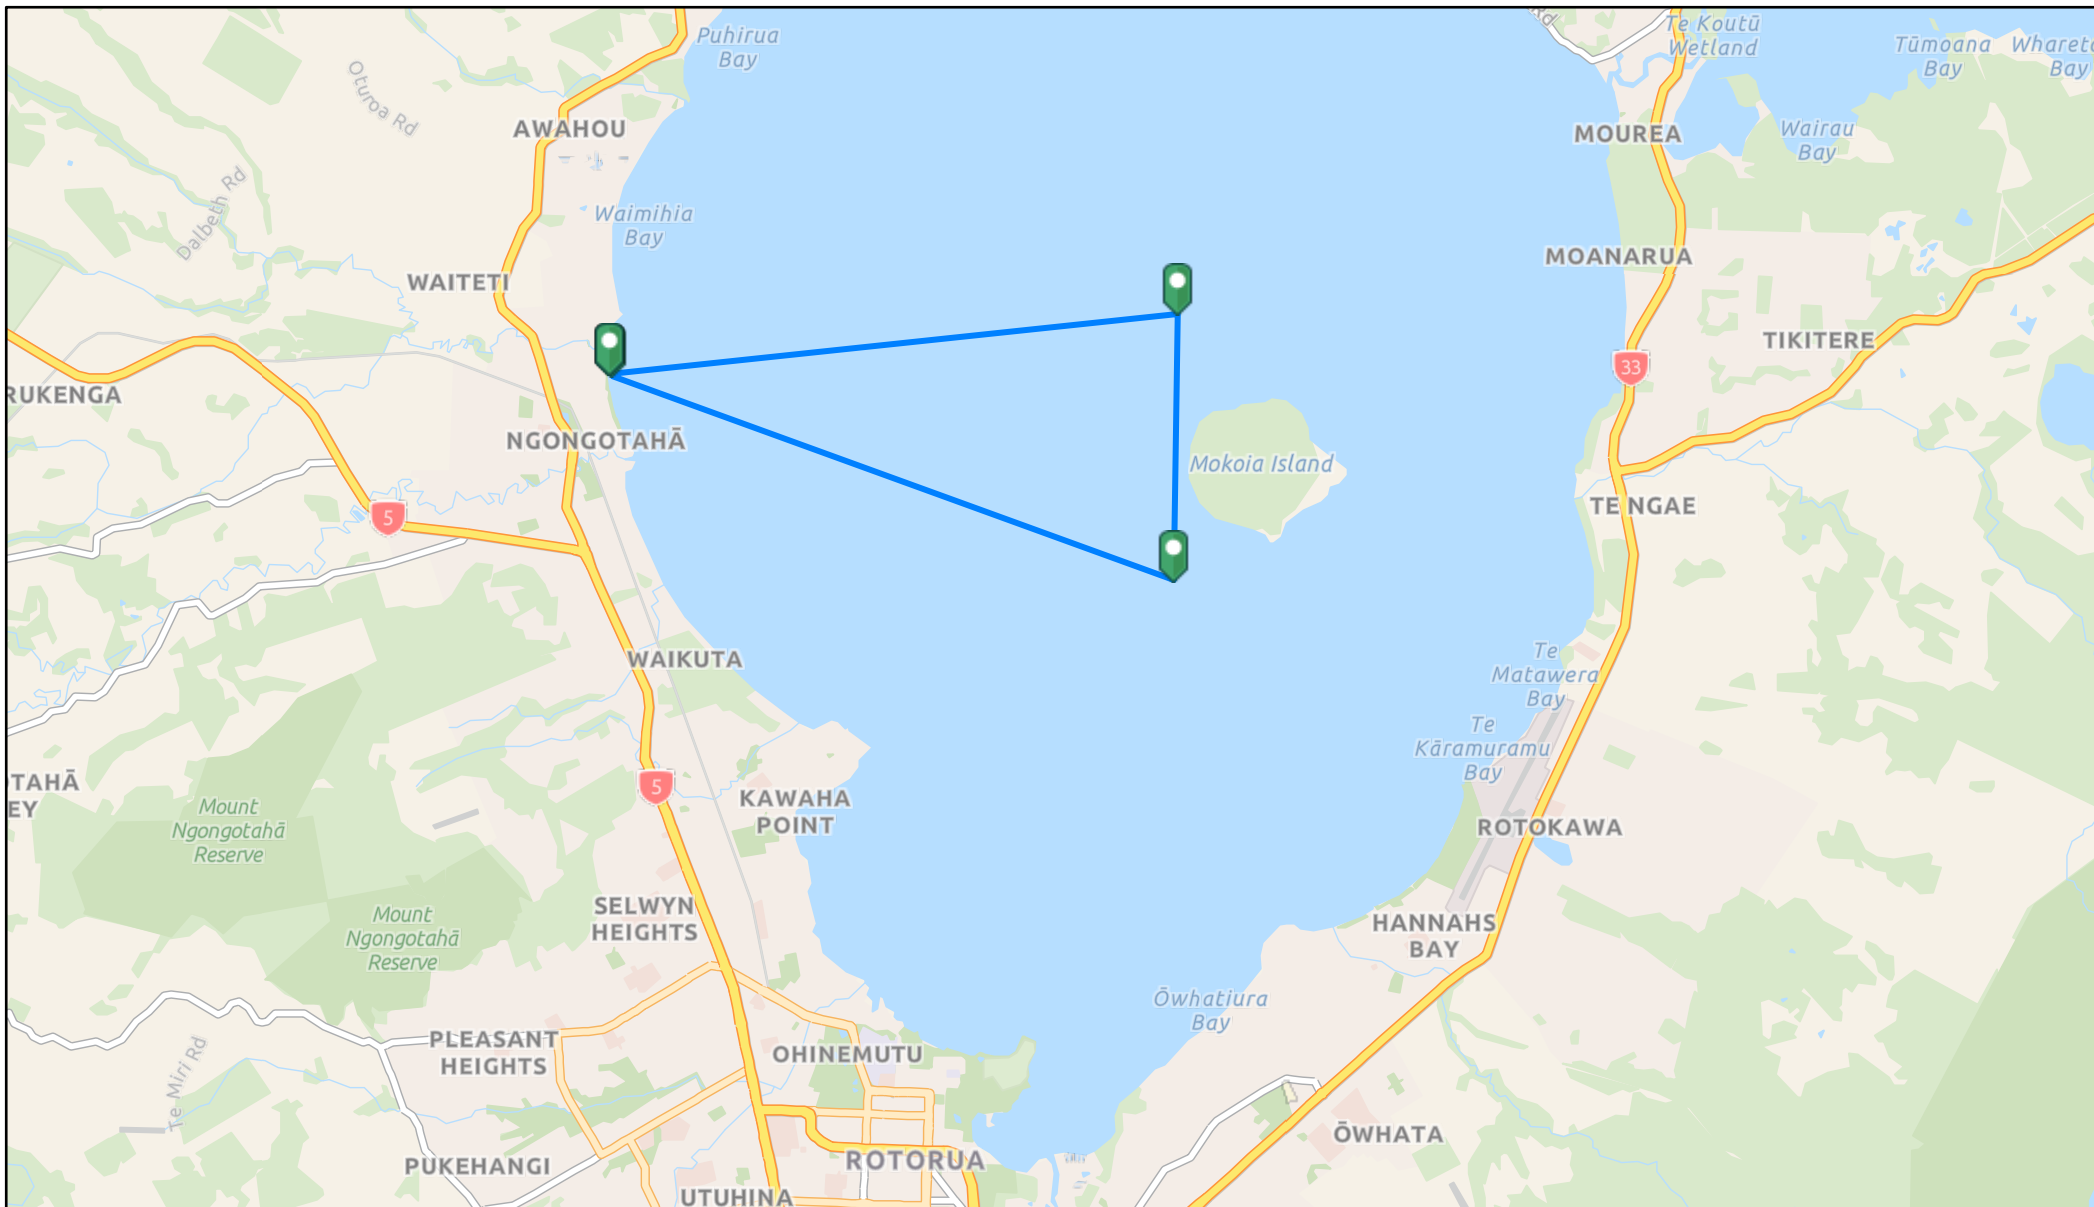 Puhirua
Bay
Rd
Te Koutū
Wetland
Tūmoana
Bay
Bay
Oturoa Rd
AWAHOU
MOUREA
Wairau
Bay
Dalbeth Rd
Waimihia
Bay
WAITETI
MOANARUA
TIKITERE
33
RUKENGA
NGONGOTAHĀ
Mokoia Island
5
TE NGAE
WAIKUTA
Te
Matawera
Bay
Te
Kāramuramu
Bay
TAHĀ
EY
5
Mount
Ngongotahā
Reserve
KAWAHA
POINT
ROTOKAWA
SELWYN
HEIGHTS
Mount
Ngongotahā
Reserve
HANNAHS
BAY
Ōwhatiura
Bay
Te Miri Rd
PLEASANT
HEIGHTS
OHINEMUTU
ŌWHATA
PUKEHANGI
ROTORUA
UTUHINA